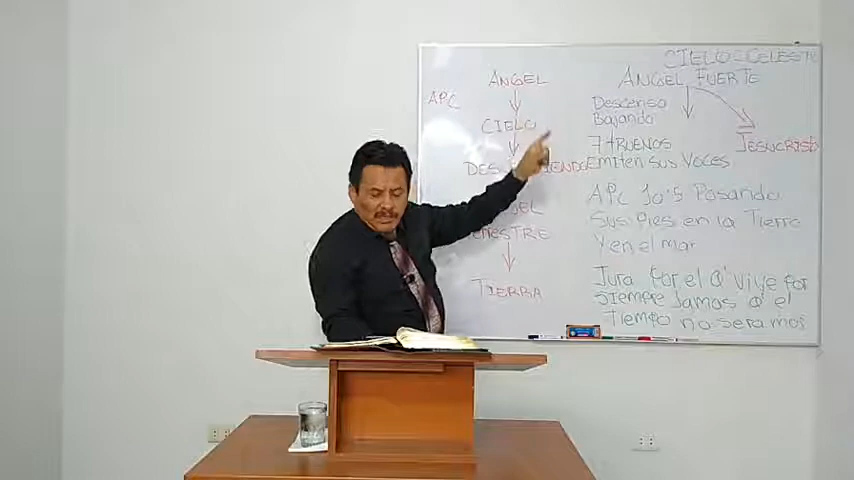 CIELO=CELESTE
APC
ANGEL
CIELO
ANGEL
TIERRA
ANGEL FUERTE
Descenso
Bajando
JESUCRISTO
7 TRUENOS
EMITEN SUS VOCES
APC 10:5 POSANDO
SUS PIES EN LA TIERRA
Y EN EL MAR
JURA POR EL Q' VIVE POR
SIEMPRE JAMAS Q' EL
TIEMPO NO SERA MAS